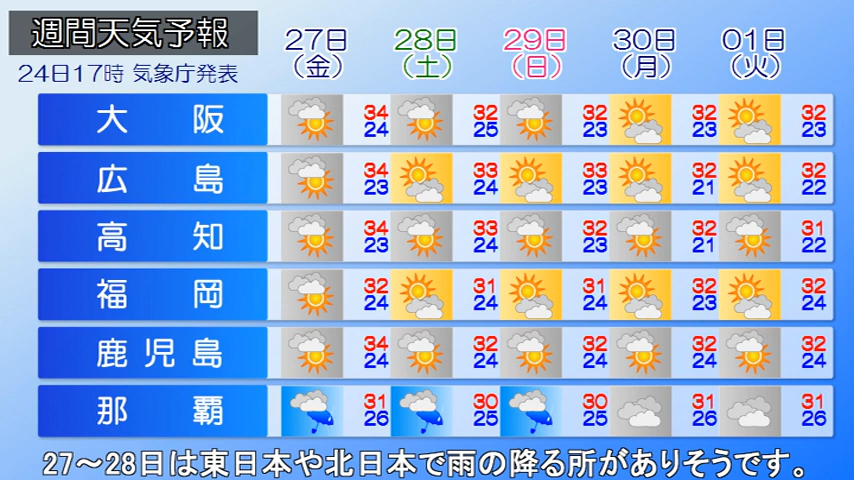 週間天気予報
24日17時 気象庁発表
27日 28日 29日 30日 01日
（金） （土） （日） （月） （火）
大阪 34 24 32 25 32 23 32 23 32 23
広島 34 23 33 24 33 23 32 21 32 22
高知 34 23 33 24 32 23 32 21 31 22
福岡 32 24 31 24 31 24 32 23 32 24
鹿児島 34 24 32 24 32 24 32 24 32 24
那覇 31 26 30 25 30 25 31 26 31 26
27～28日は東日本や北日本で雨の降る所がありそうです。